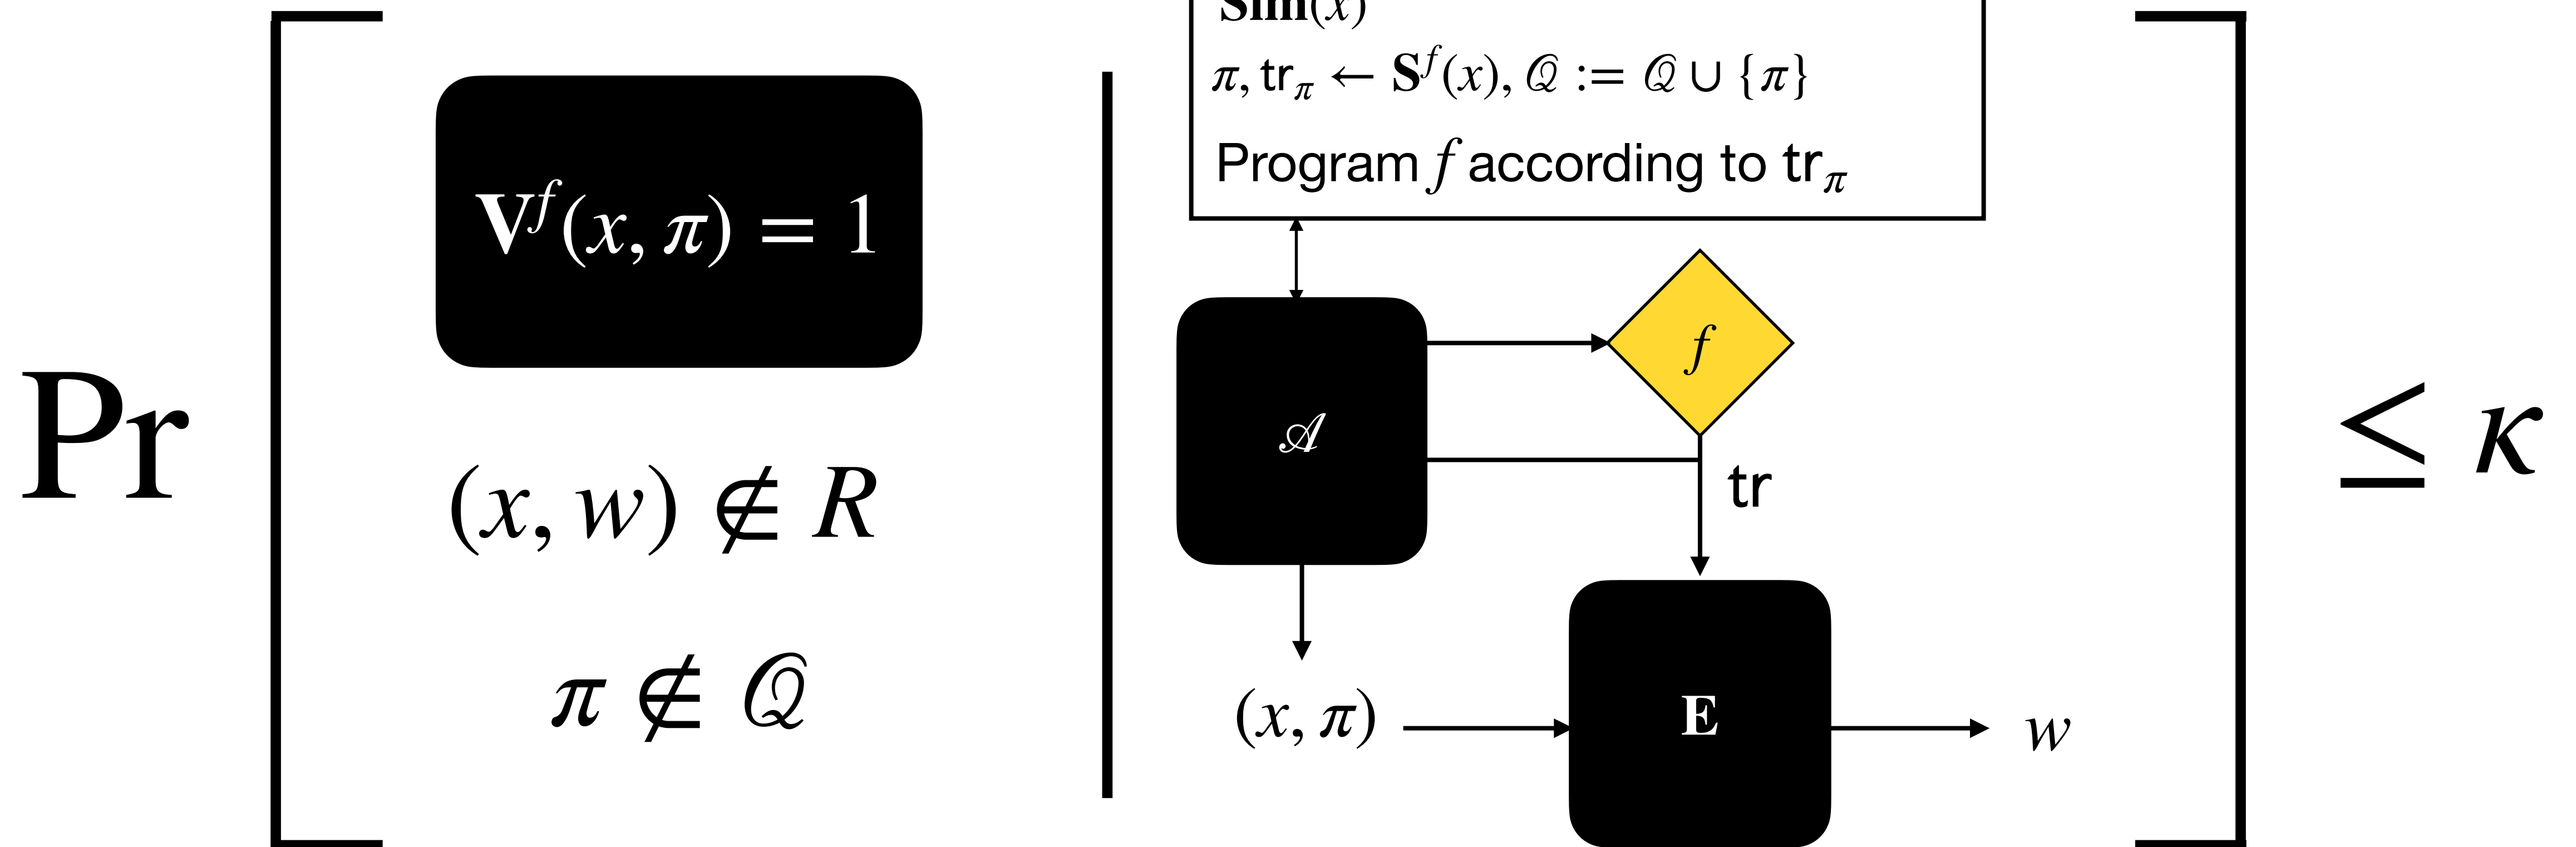 Pr
V^f(x, π) = 1
(x, w) ∉ R
π ∉ 𝒬
Sim(x)
π, tr_π ← S^f(x), 𝒬 := 𝒬 ∪ {π}
Program f according to tr_π
f
𝒜
tr
(x, π)
E
w
≤ κ